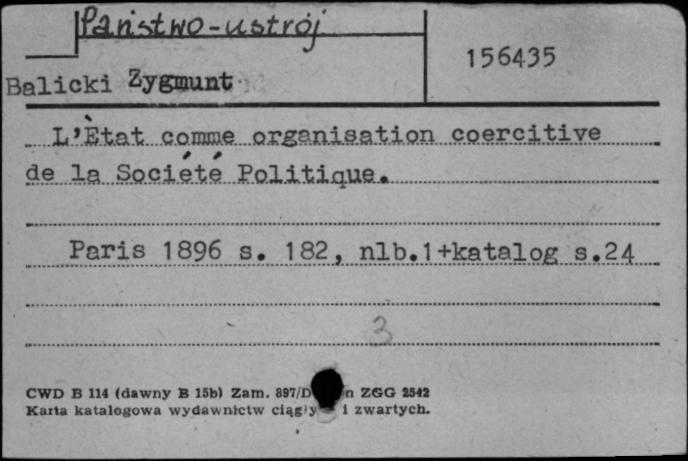 Państwo-ustrój
156435
Balicki Zygmunt
L'Ètat comme organisation coercitive
de la Société Politique.
Paris 1896 s. 182, nlb.1+katalog s.24
3
CWD B 114 (dawny B 15b) Zam. 897/D n ZGG 2542
Karta katalogowa wydawnictw ciągły i zwartych.